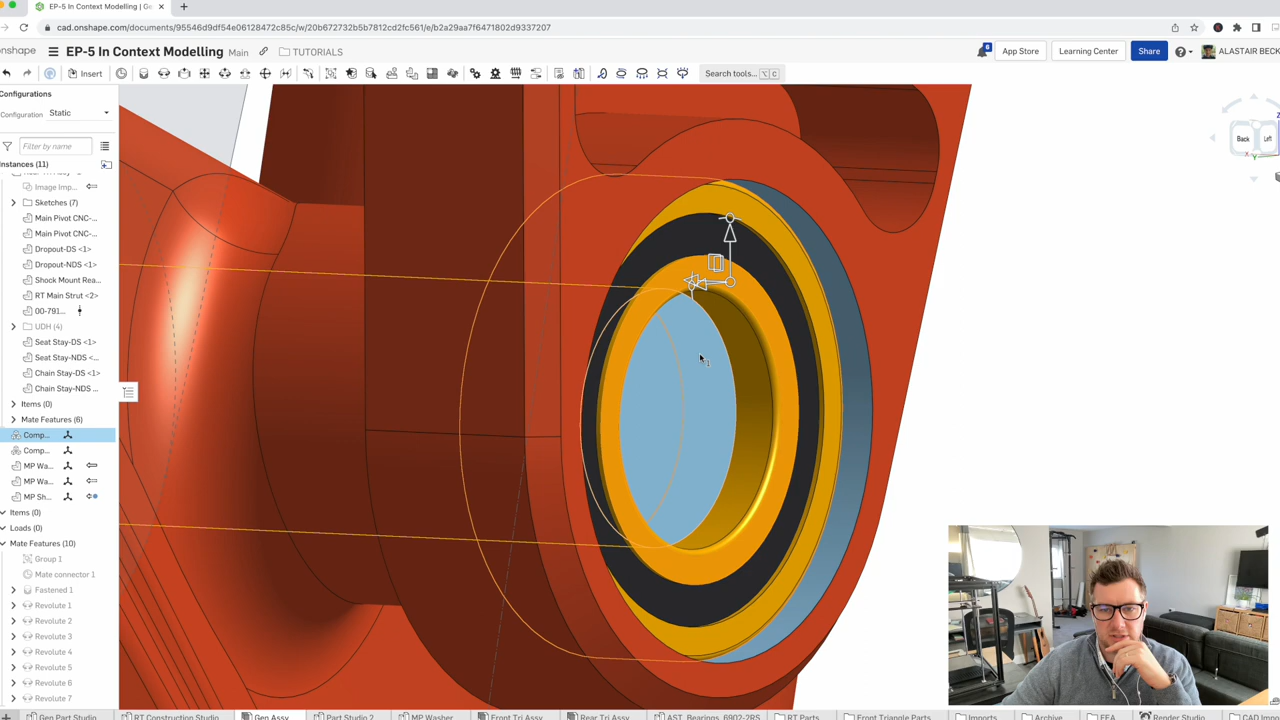 EP-5 In Context Modelling | G
cad.onshape.com/documents/95546d9df54e06128472c85c/w/20b672732b5b7812cd2fc561/e/b2a29aa7f6471802d9337207
onshape EP-5 In Context Modelling Main TUTORIALS App Store Learning Center Share ALASTAIR BECK
Insert Search tools...
Configurations
Configuration Static
Filter by name
Instances (11)
Image Imp...
Sketches (7)
Main Pivot CNC-...
Main Pivot CNC-...
Dropout-DS <1>
Dropout-NDS <1>
Shock Mount Rea...
RT Main Strut <2>
00-791...
UDH (4)
Seat Stay-DS <1>
Seat Stay-NDS <...
Chain Stay-DS <1>
Chain Stay-NDS ...
Items (0)
Mate Features (6)
Comp...
Comp...
MP Wa...
MP Wa...
MP Sh...
Items (0)
Loads (0)
Mate Features (10)
Group 1
Mate connector 1
Fastened 1
Revolute 1
Revolute 2
Revolute 3
Revolute 4
Revolute 5
Revolute 6
Revolute 7
Back Left
Gen Part Studio RT Construction Studio Gen Assy Part Studio 2 MP Washer Front Tri Assy Rear Tri Assy AST_Bearings_6902-2RS RT Parts Front Triangle Parts Imports Archive FEA Render Studio